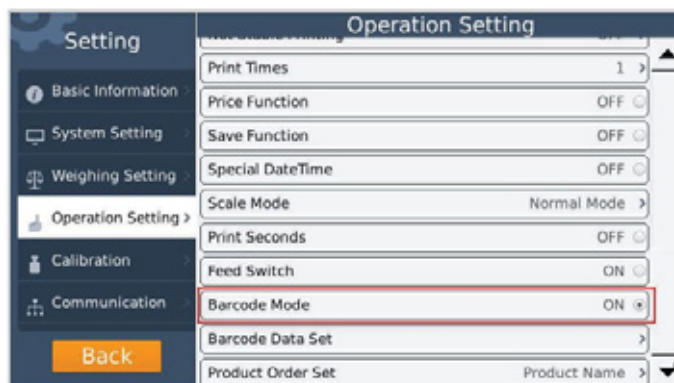 Setting
Basic Information
System Setting
Weighing Setting
Operation Setting
Calibration
Communication
Back
Operation Setting
Print Times 1
Price Function OFF
Save Function OFF
Special DateTime OFF
Scale Mode Normal Mode
Print Seconds OFF
Feed Switch ON
Barcode Mode ON
Barcode Data Set
Product Order Set Product Name